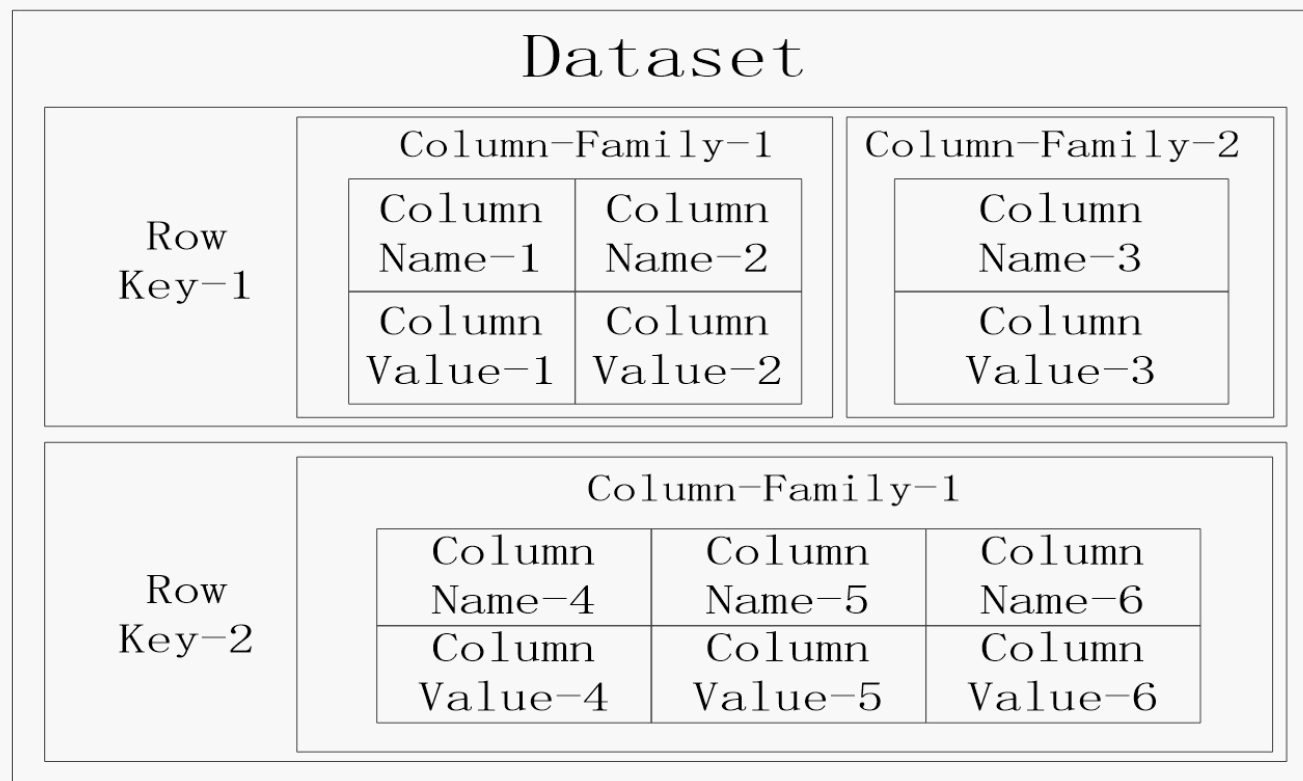 Dataset
Row
Key-1
Column-Family-1
Column
Name-1
Column
Name-2
Column
Value-1
Column
Value-2
Column-Family-2
Column
Name-3
Column
Value-3
Row
Key-2
Column-Family-1
Column
Name-4
Column
Name-5
Column
Name-6
Column
Value-4
Column
Value-5
Column
Value-6